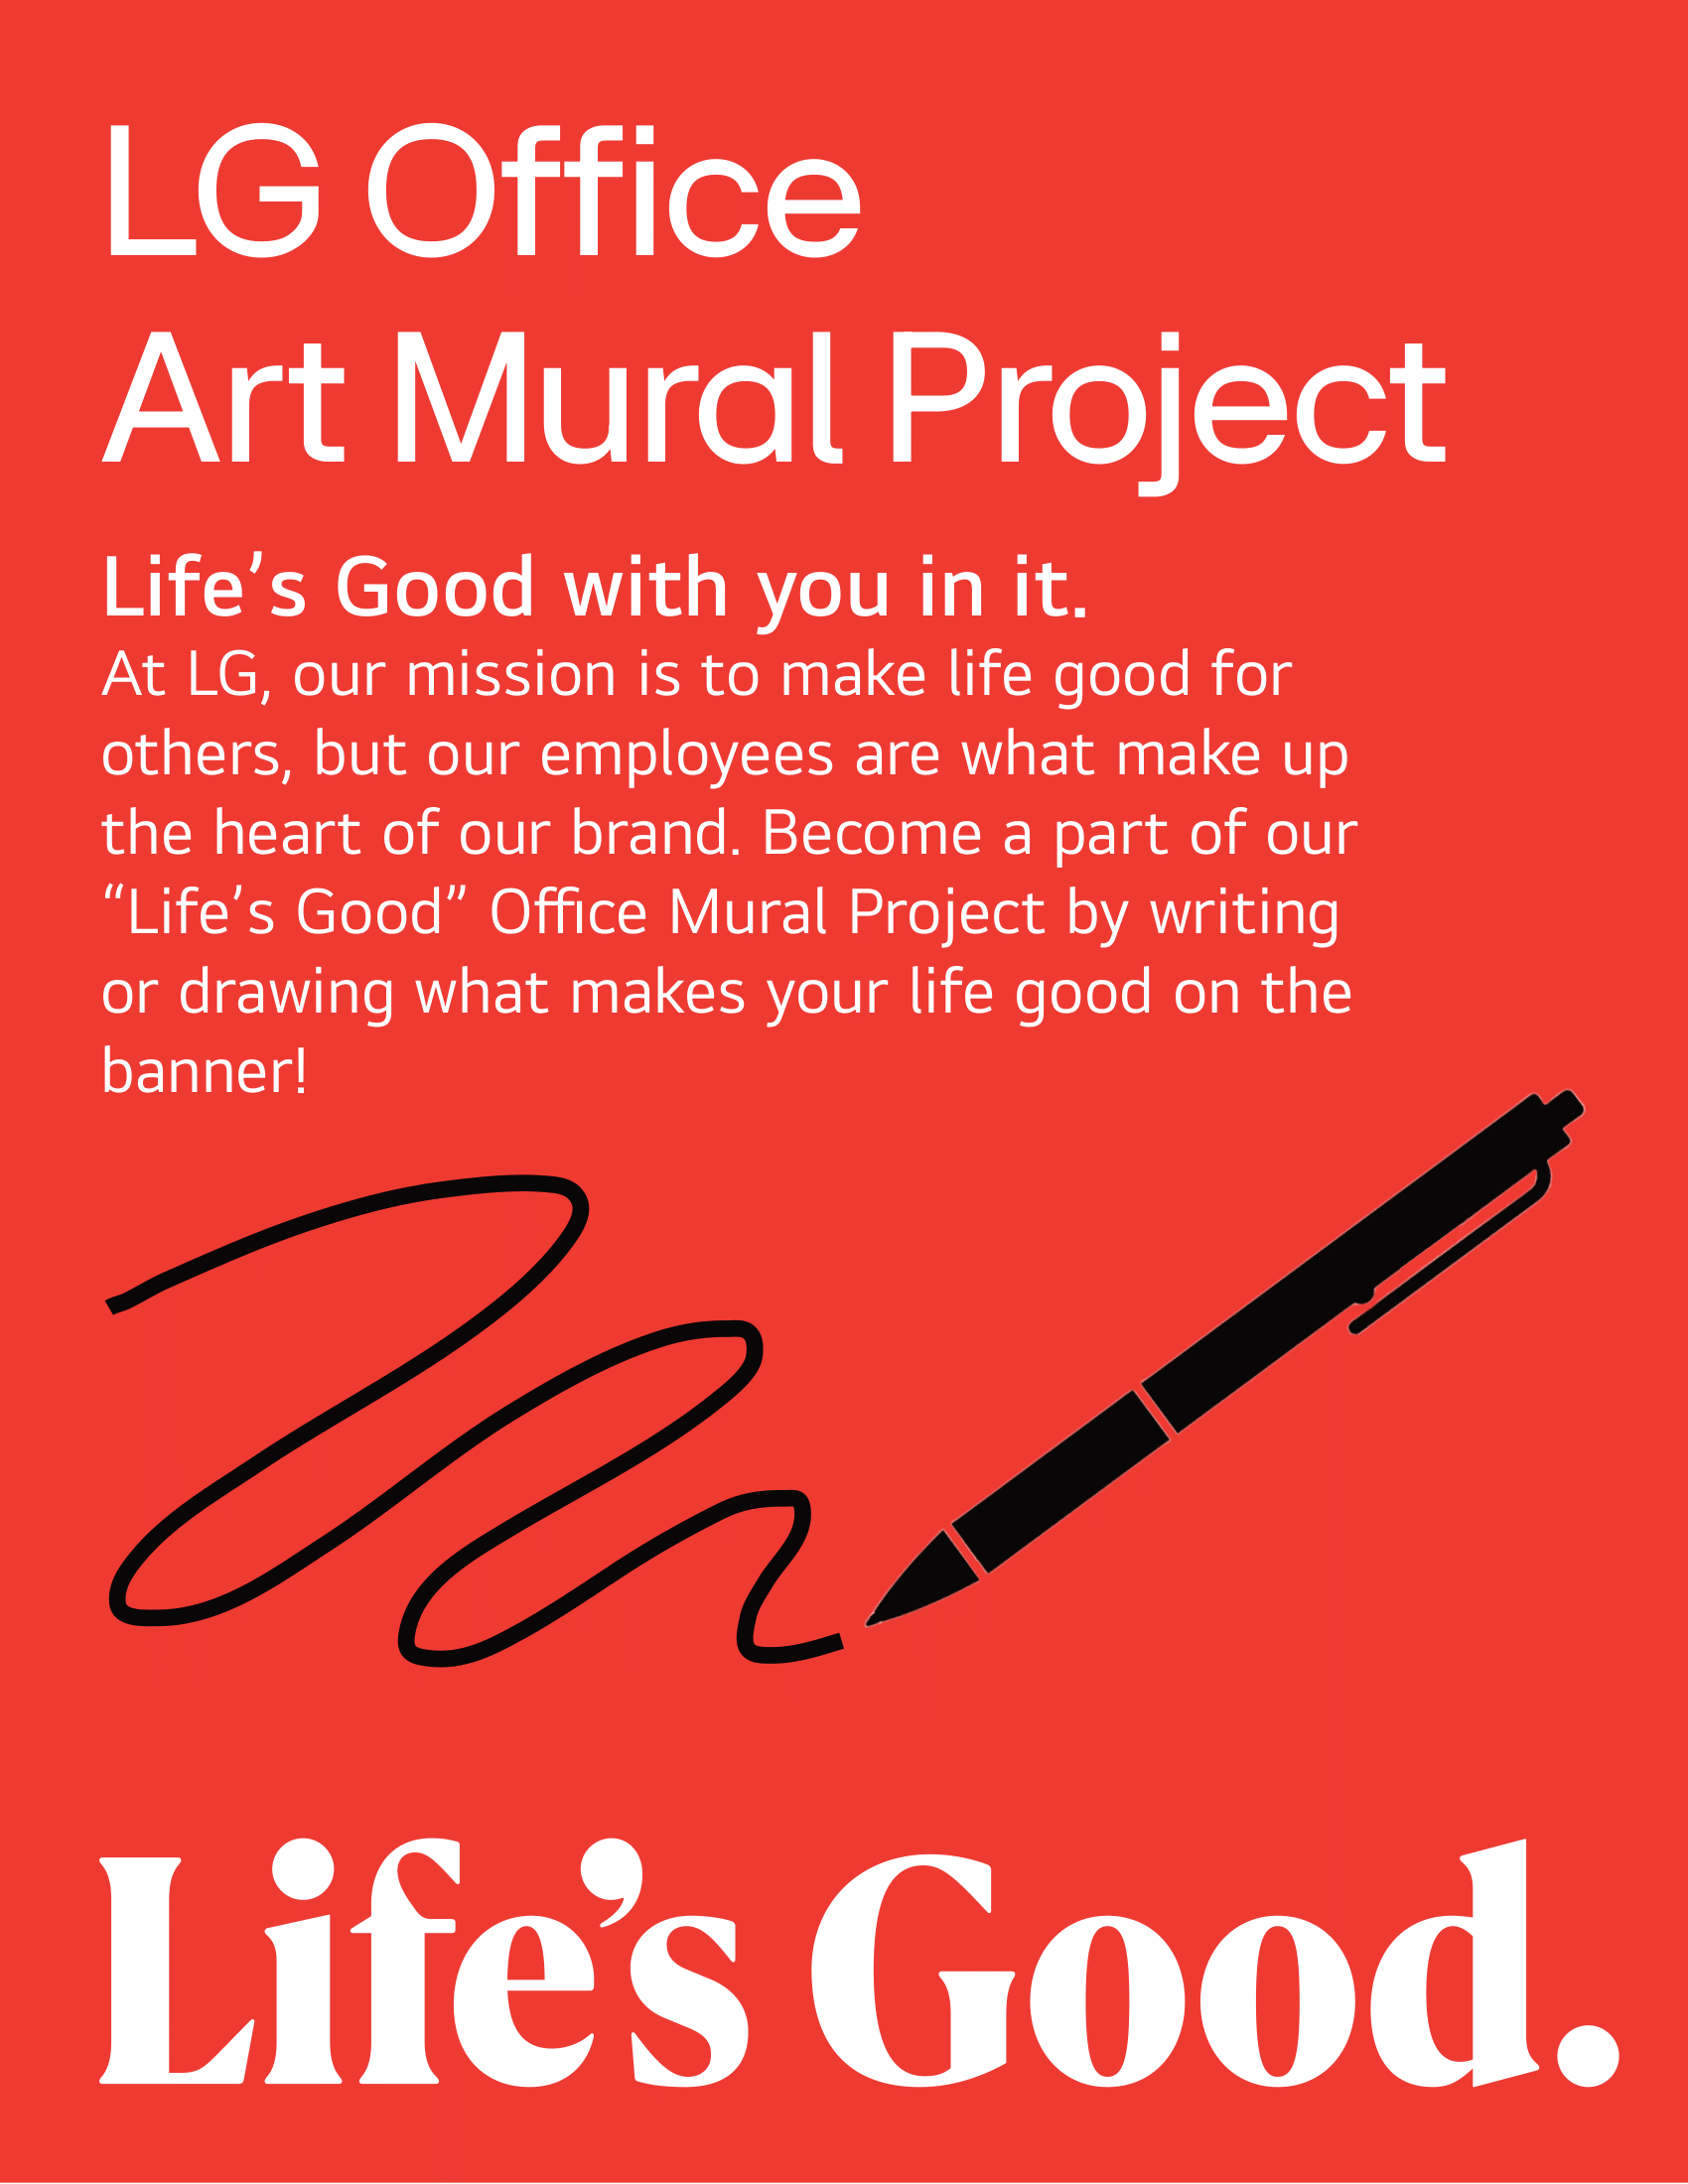 LG Office
Art Mural Project
Life’s Good with you in it.
At LG, our mission is to make life good for
others, but our employees are what make up
the heart of our brand. Become a part of our
“Life’s Good” Office Mural Project by writing
or drawing what makes your life good on the
banner!
Life’s Good.